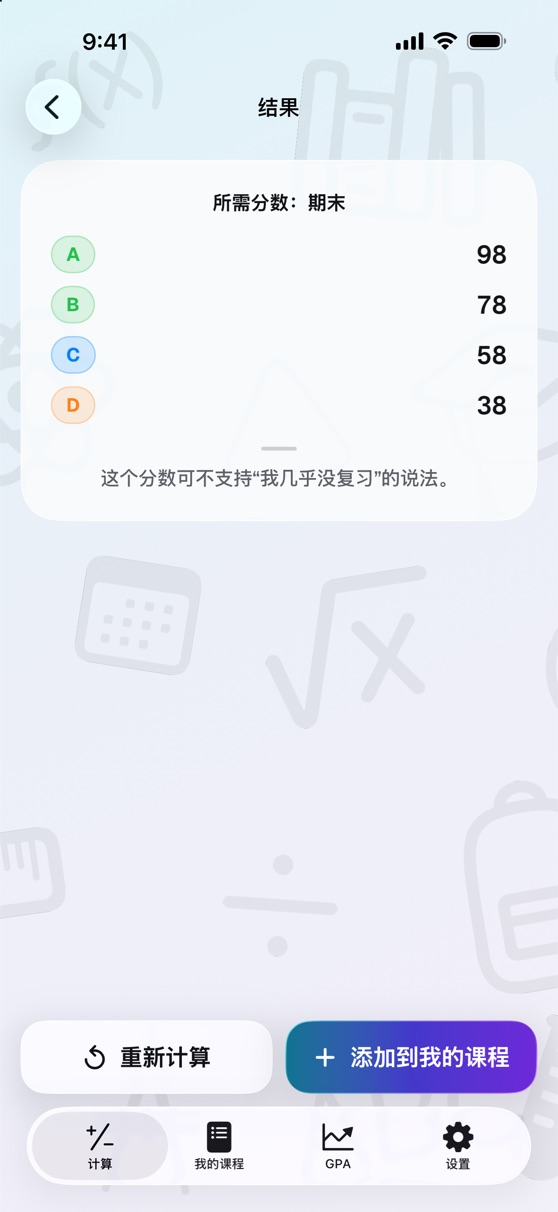 9:41
结果
所需分数：期末
A 98
B 78
C 58
D 38
这个分数可不支持“我几乎没复习”的说法。
重新计算
+ 添加到我的课程
计算
我的课程
GPA
设置